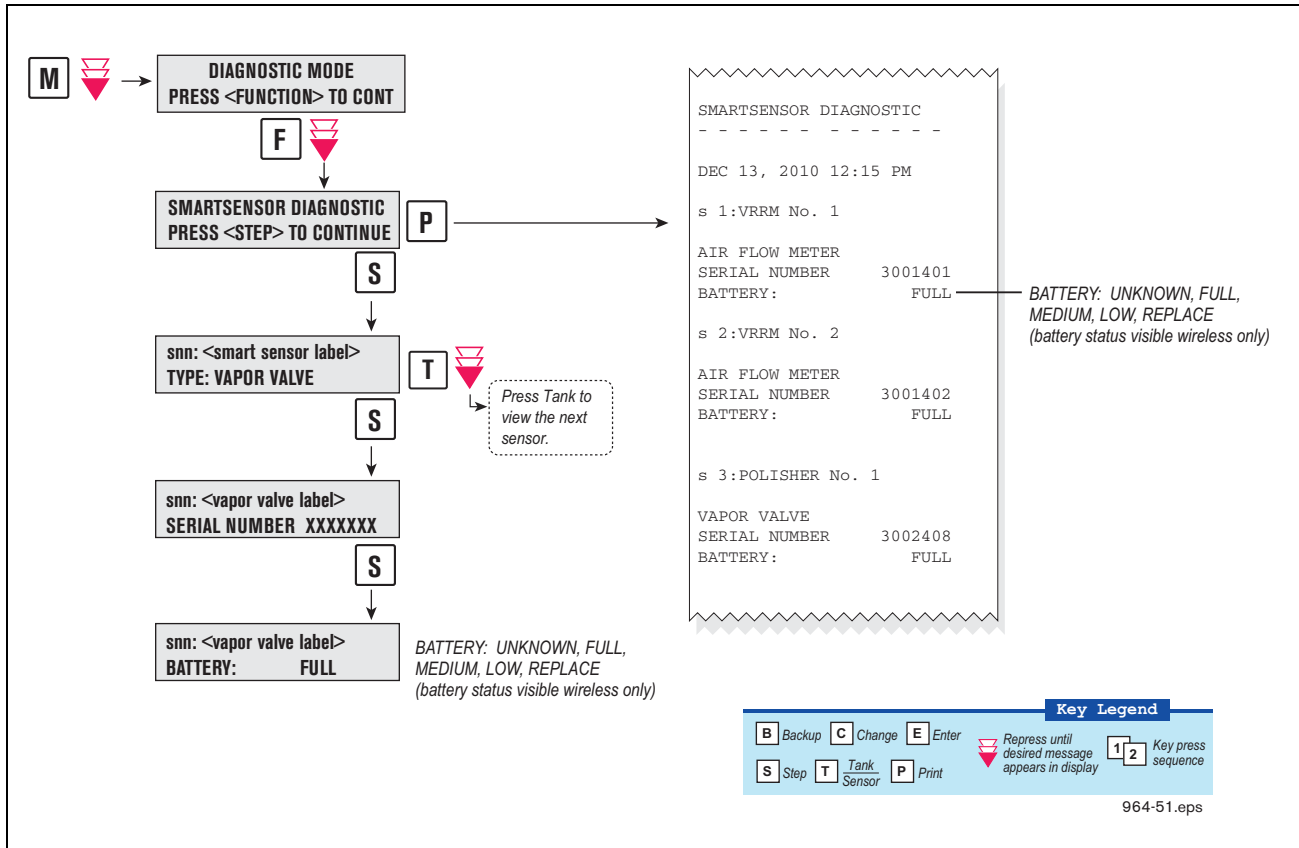 M
DIAGNOSTIC MODE
PRESS <FUNCTION> TO CONT
F
SMARTSENSOR DIAGNOSTIC
PRESS <STEP> TO CONTINUE
P
S
snn: <smart sensor label>
TYPE: VAPOR VALVE
T
Press Tank to
view the next
sensor.
S
snn: <vapor valve label>
SERIAL NUMBER XXXXXXX
S
snn: <vapor valve label>
BATTERY: FULL
BATTERY: UNKNOWN, FULL,
MEDIUM, LOW, REPLACE
(battery status visible wireless only)
SMARTSENSOR DIAGNOSTIC
- - - - - - - - - - - -
DEC 13, 2010 12:15 PM
s 1:VRRM No. 1
AIR FLOW METER
SERIAL NUMBER 3001401
BATTERY: FULL
s 2:VRRM No. 2
AIR FLOW METER
SERIAL NUMBER 3001402
BATTERY: FULL
s 3:POLISHER No. 1
VAPOR VALVE
SERIAL NUMBER 3002408
BATTERY: FULL
BATTERY: UNKNOWN, FULL,
MEDIUM, LOW, REPLACE
(battery status visible wireless only)
Key Legend
B Backup C Change E Enter
S Step T Tank
Sensor P Print
Repress until
desired message
appears in display
1 2 Key press
sequence
964-51.eps